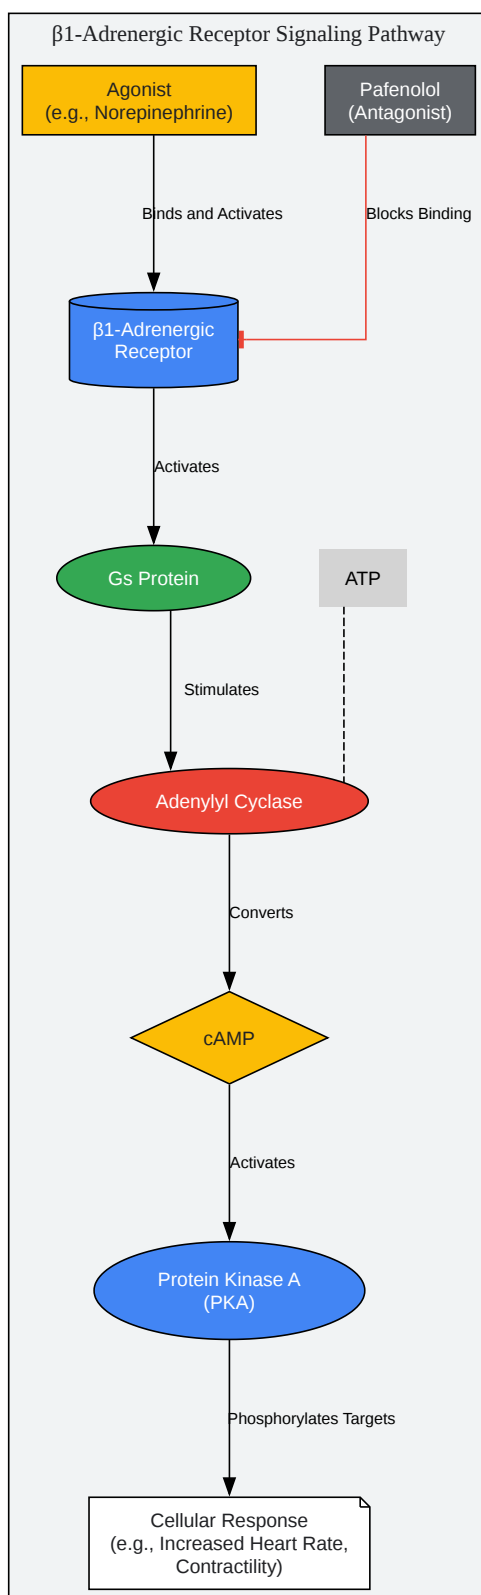 β1-Adrenergic Receptor Signaling Pathway
Agonist
(e.g., Norepinephrine)
Pafenolol
(Antagonist)
Binds and Activates
Blocks Binding
β1-Adrenergic
Receptor
Activates
Gs Protein
ATP
Stimulates
Adenylyl Cyclase
Converts
cAMP
Activates
Protein Kinase A
(PKA)
Phosphorylates Targets
Cellular Response
(e.g., Increased Heart Rate,
Contractility)